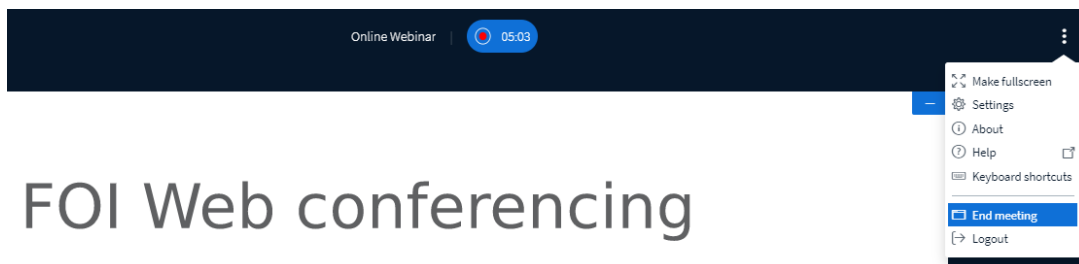 Online Webinar | 05:03
Make fullscreen
Settings
About
Help
Keyboard shortcuts
End meeting
Logout
FOI Web conferencing